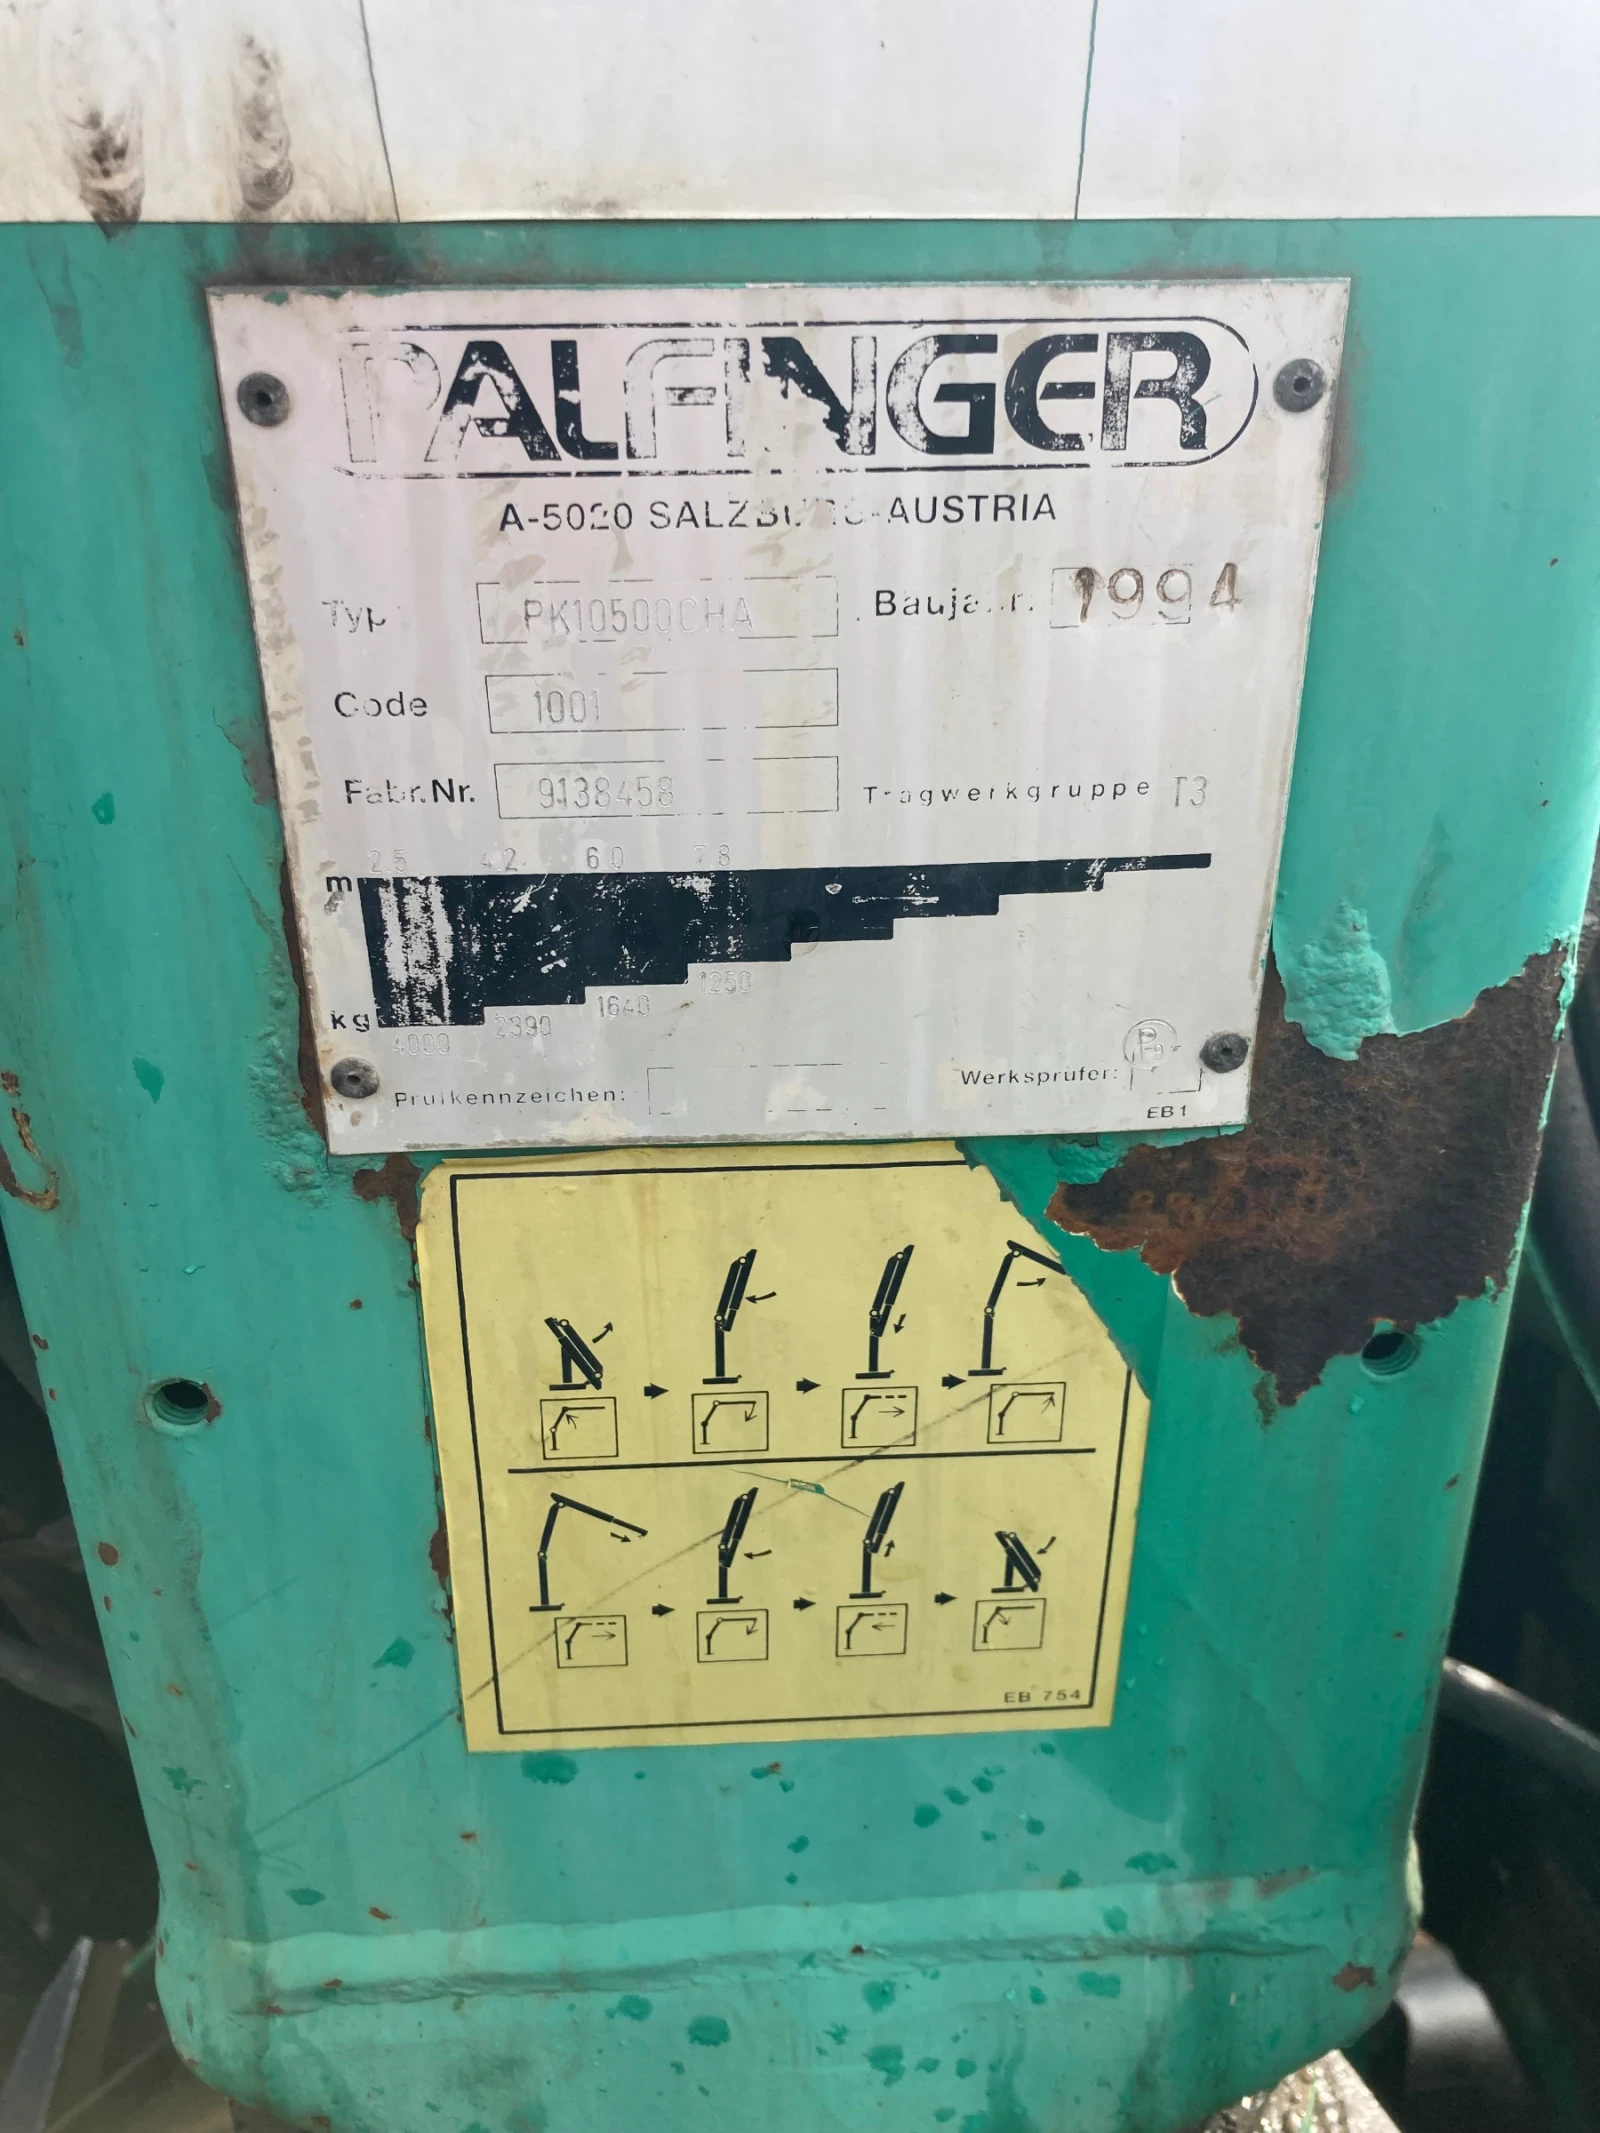 PALFINGER
A-5020 SALZBURG-AUSTRIA
Typ PK10500CHA Baujahr 1994
Code 1001
Fabr.Nr. 9138458 Tragwerkgruppe T3
m 2.5 4.2 6.0 7.8
kg 4000 2390 1640 1250
Prüfkennzeichen: Werksprüfer:
EB1
EB 754